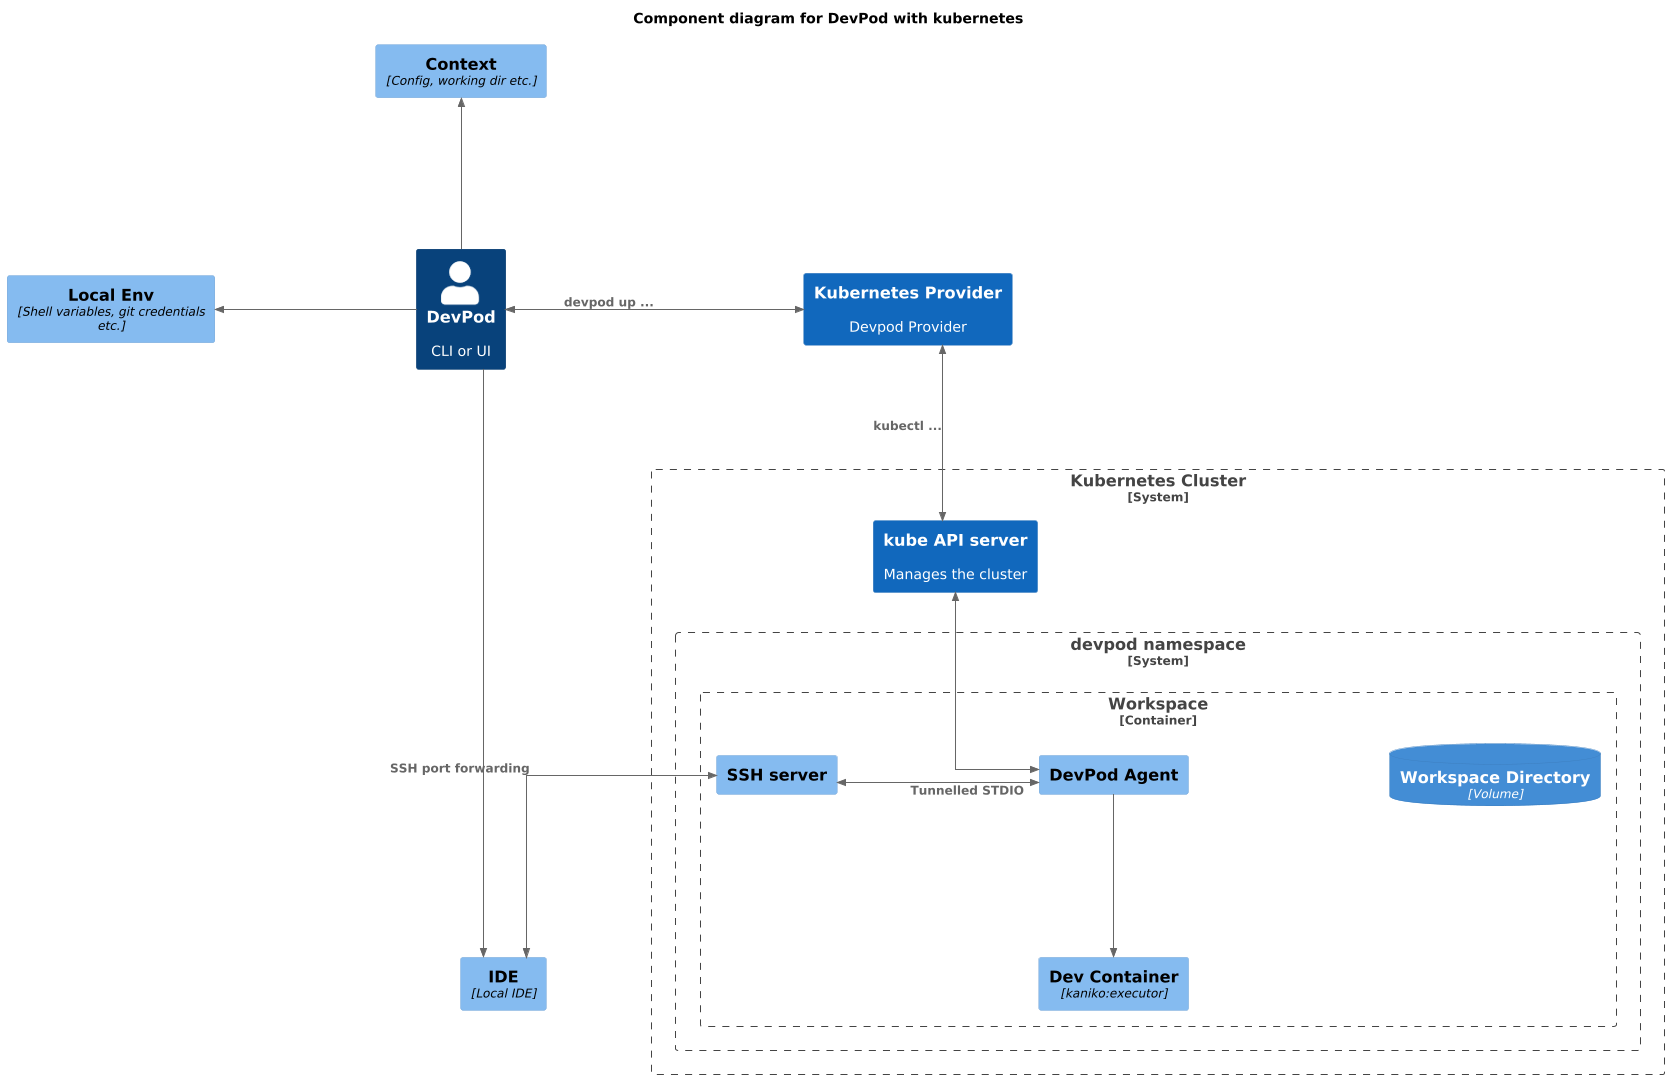 Component diagram for DevPod with kubernetes
Context
[Config, working dir etc.]
Local Env
[Shell variables, git credentials
etc.]
DevPod
CLI or UI
devpod up ...
Kubernetes Provider
Devpod Provider
kubectl ...
Kubernetes Cluster
[System]
kube API server
Manages the cluster
devpod namespace
[System]
Workspace
[Container]
SSH port forwarding
SSH server
Tunnelled STDIO
DevPod Agent
Workspace Directory
[Volume]
IDE
[Local IDE]
Dev Container
[kaniko:executor]